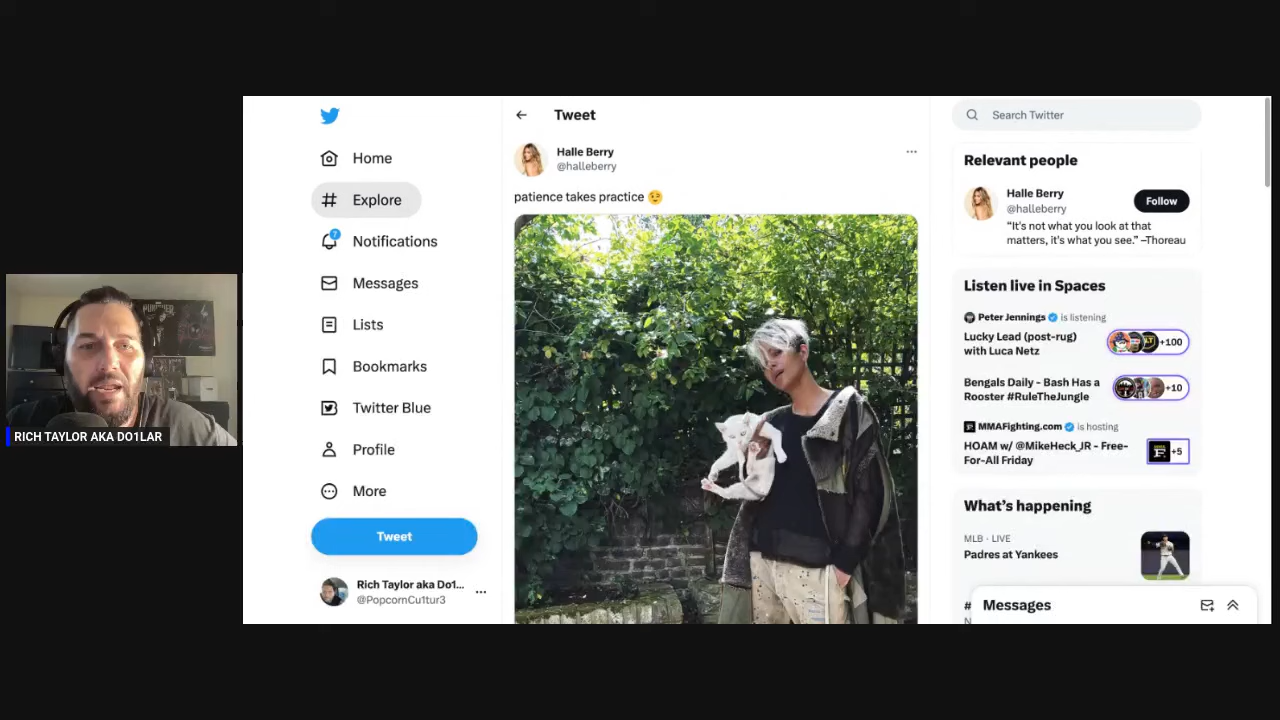 RICH TAYLOR AKA DO1LAR
Home
Explore
7
Notifications
Messages
Lists
Bookmarks
Twitter Blue
Profile
More
Tweet
Rich Taylor aka Do1...
@PopcornCu1tur3
Tweet
Halle Berry
@halleberry
patience takes practice 😉
Search Twitter
Relevant people
Halle Berry
@halleberry
Follow
“It's not what you look at that
matters, it's what you see.” –Thoreau
Listen live in Spaces
Peter Jennings is listening
Lucky Lead (post-rug)
with Luca Netz
+100
Bengals Daily - Bash Has a
Rooster #RuleTheJungle
+10
MMAFighting.com is hosting
HOAM w/ @MikeHeck_JR - Free-
For-All Friday
+5
What's happening
MLB · LIVE
Padres at Yankees
#
N
Messages